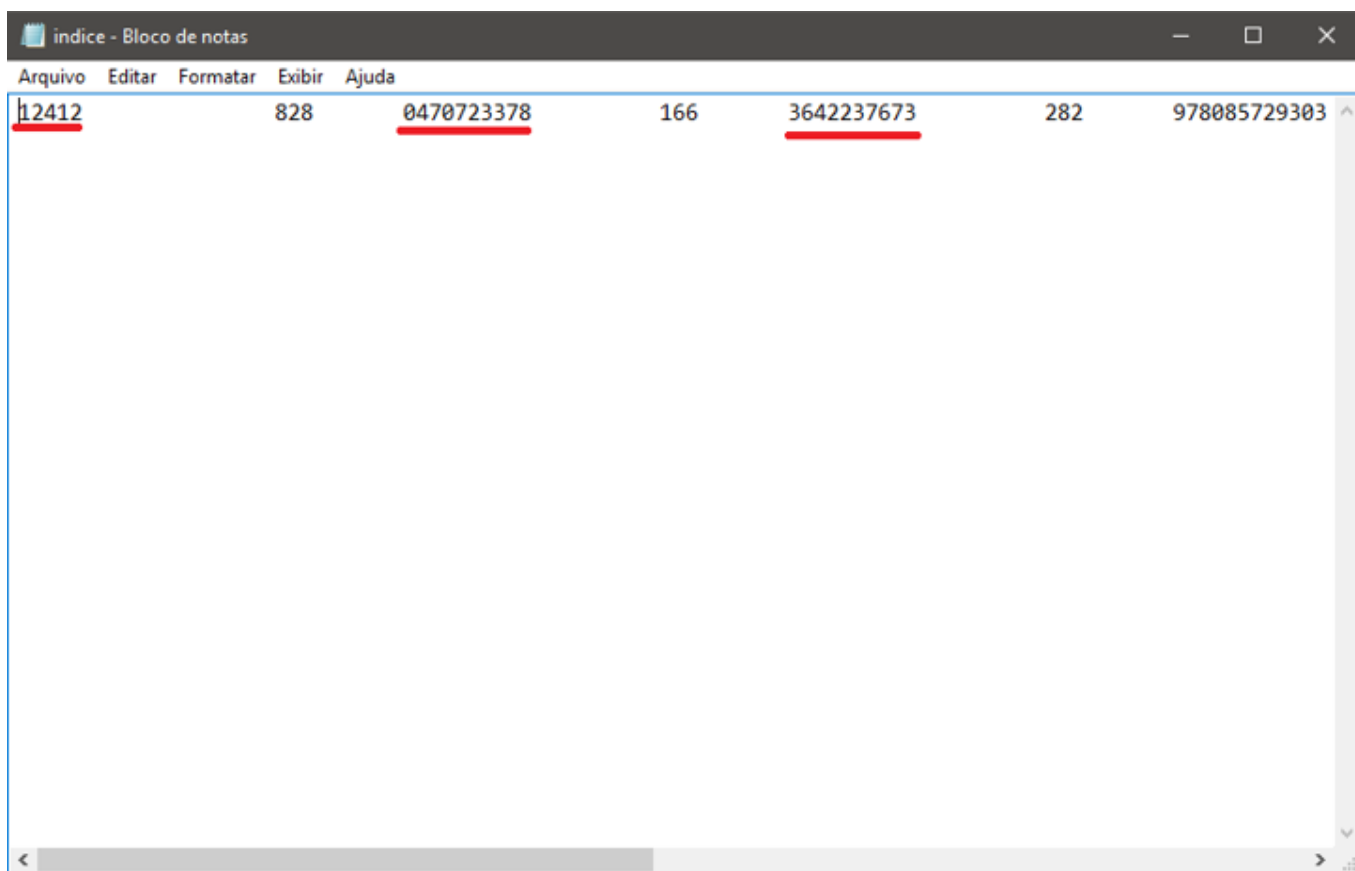 indice - Bloco de notas
Arquivo Editar Formatar Exibir Ajuda
12412 828 0470723378 166 3642237673 282 978085729303